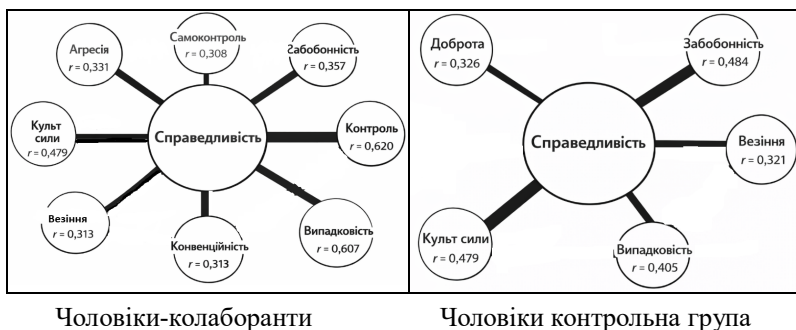 Самоконтроль
r = 0,308
Агресія
r = 0,331
Забобонність
r = 0,357
Культ
сили
r = 0,479
Справедливість
Контроль
r = 0,620
Везіння
r = 0,313
Конвенційність
r = 0,313
Випадковість
r = 0,607
Доброта
r = 0,326
Забобонність
r = 0,484
Справедливість
Везіння
r = 0,321
Культ сили
r = 0,479
Випадковість
r = 0,405
Чоловіки-колаборанти
Чоловіки контрольна група